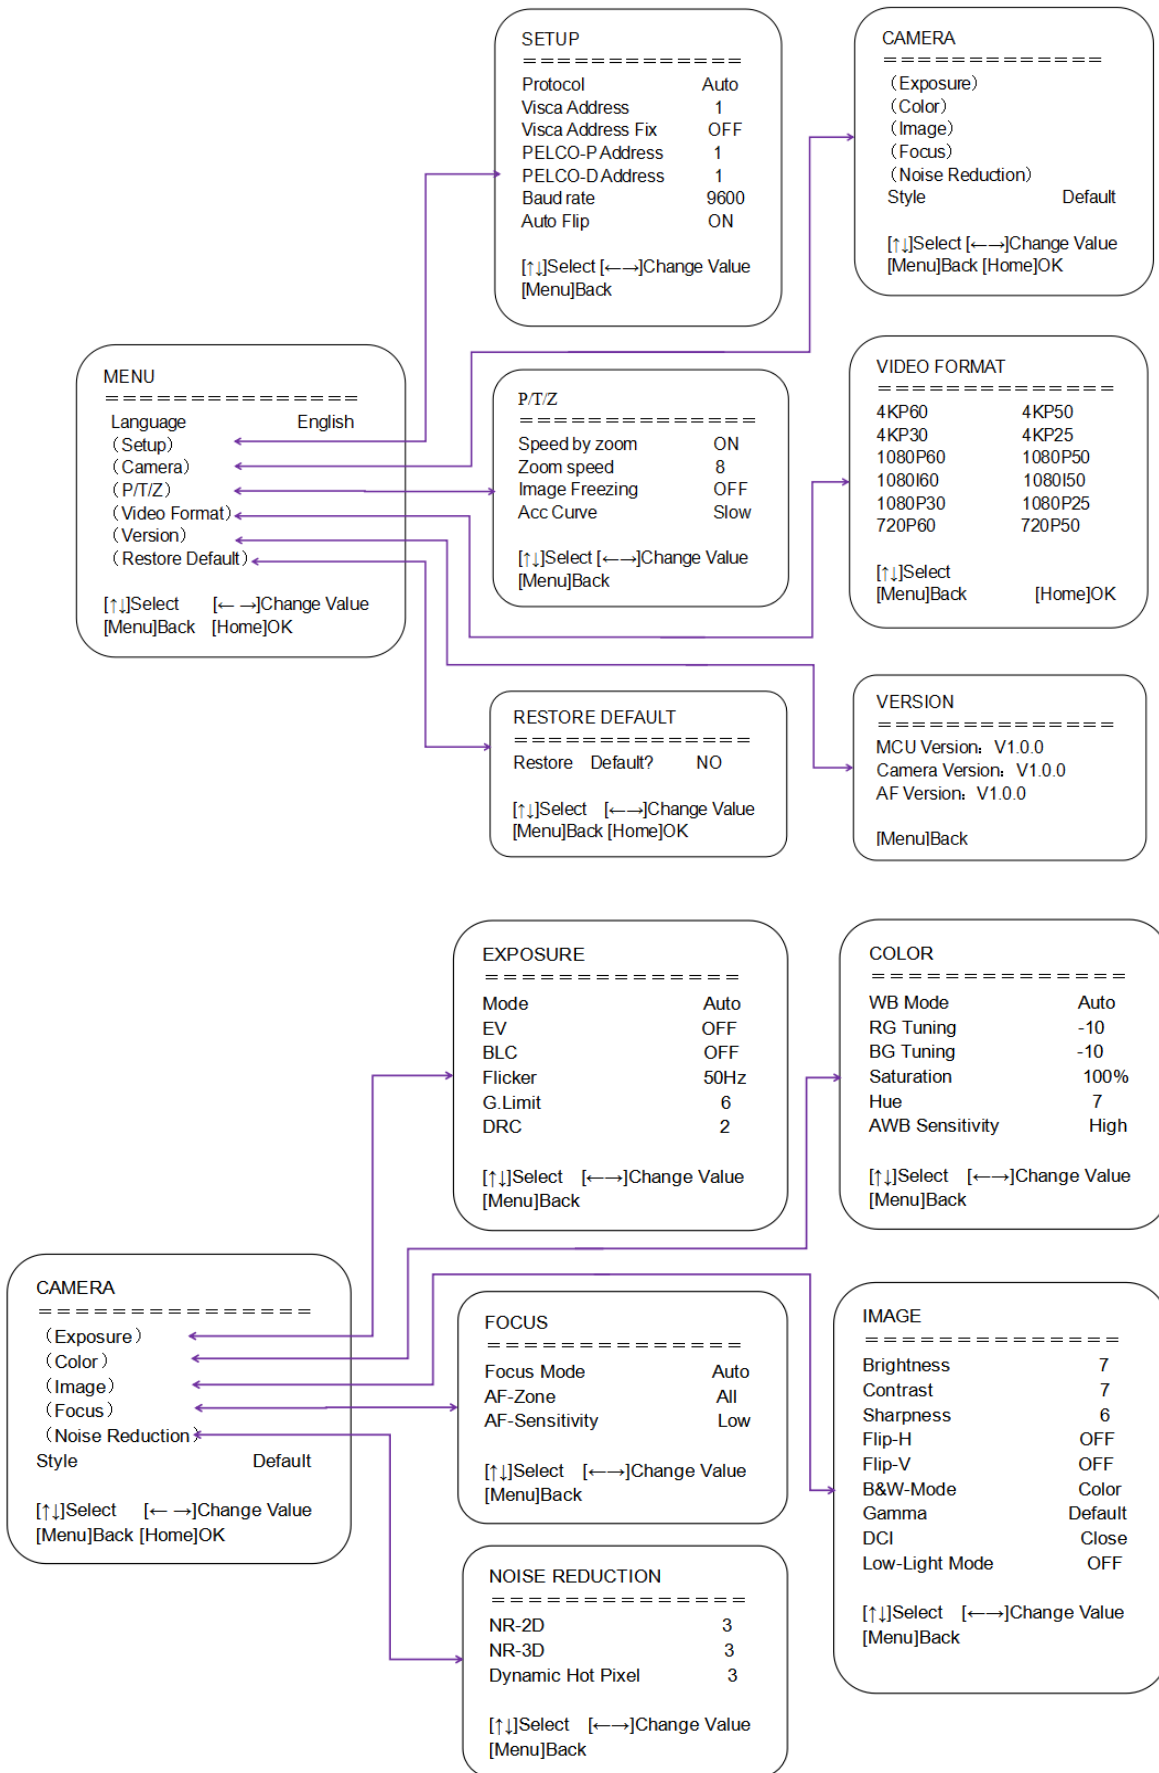 SETUP
= = = = = = = = = = = = =
Protocol Auto
Visca Address 1
Visca Address Fix OFF
PELCO-P Address 1
PELCO-D Address 1
Baud rate 9600
Auto Flip ON
[↑↓]Select [←→]Change Value
[Menu]Back
CAMERA
= = = = = = = = = = = = =
(Exposure)
(Color)
(Image)
(Focus)
(Noise Reduction)
Style Default
[↑↓]Select [←→]Change Value
[Menu]Back [Home]OK
MENU
= = = = = = = = = = = = = = =
Language English
(Setup)
(Camera)
(P/T/Z)
(Video Format)
(Version)
(Restore Default)
[↑↓]Select [← →]Change Value
[Menu]Back [Home]OK
P/T/Z
= = = = = = = = = = = = = =
Speed by zoom ON
Zoom speed 8
Image Freezing OFF
Acc Curve Slow
[↑↓]Select [←→]Change Value
[Menu]Back
VIDEO FORMAT
= = = = = = = = = = = = = =
4KP60 4KP50
4KP30 4KP25
1080P60 1080P50
1080I60 1080I50
1080P30 1080P25
720P60 720P50
[↑↓]Select
[Menu]Back [Home]OK
RESTORE DEFAULT
= = = = = = = = = = = = = =
Restore Default? NO
[↑↓]Select [←→]Change Value
[Menu]Back [Home]OK
VERSION
= = = = = = = = = = = = = =
MCU Version: V1.0.0
Camera Version: V1.0.0
AF Version: V1.0.0
[Menu]Back
EXPOSURE
= = = = = = = = = = = = = =
Mode Auto
EV OFF
BLC OFF
Flicker 50Hz
G.Limit 6
DRC 2
[↑↓]Select [←→]Change Value
[Menu]Back
COLOR
= = = = = = = = = = = = = =
WB Mode Auto
RG Tuning -10
BG Tuning -10
Saturation 100%
Hue 7
AWB Sensitivity High
[↑↓]Select [←→]Change Value
[Menu]Back
CAMERA
= = = = = = = = = = = = = = =
(Exposure)
(Color)
(Image)
(Focus)
(Noise Reduction)
Style Default
[↑↓]Select [← →]Change Value
[Menu]Back [Home]OK
FOCUS
= = = = = = = = = = = = = =
Focus Mode Auto
AF-Zone All
AF-Sensitivity Low
[↑↓]Select [←→]Change Value
[Menu]Back
IMAGE
= = = = = = = = = = = = = =
Brightness 7
Contrast 7
Sharpness 6
Flip-H OFF
Flip-V OFF
B&W-Mode Color
Gamma Default
DCI Close
Low-Light Mode OFF
[↑↓]Select [←→]Change Value
[Menu]Back
NOISE REDUCTION
= = = = = = = = = = = = = =
NR-2D 3
NR-3D 3
Dynamic Hot Pixel 3
[↑↓]Select [←→]Change Value
[Menu]Back